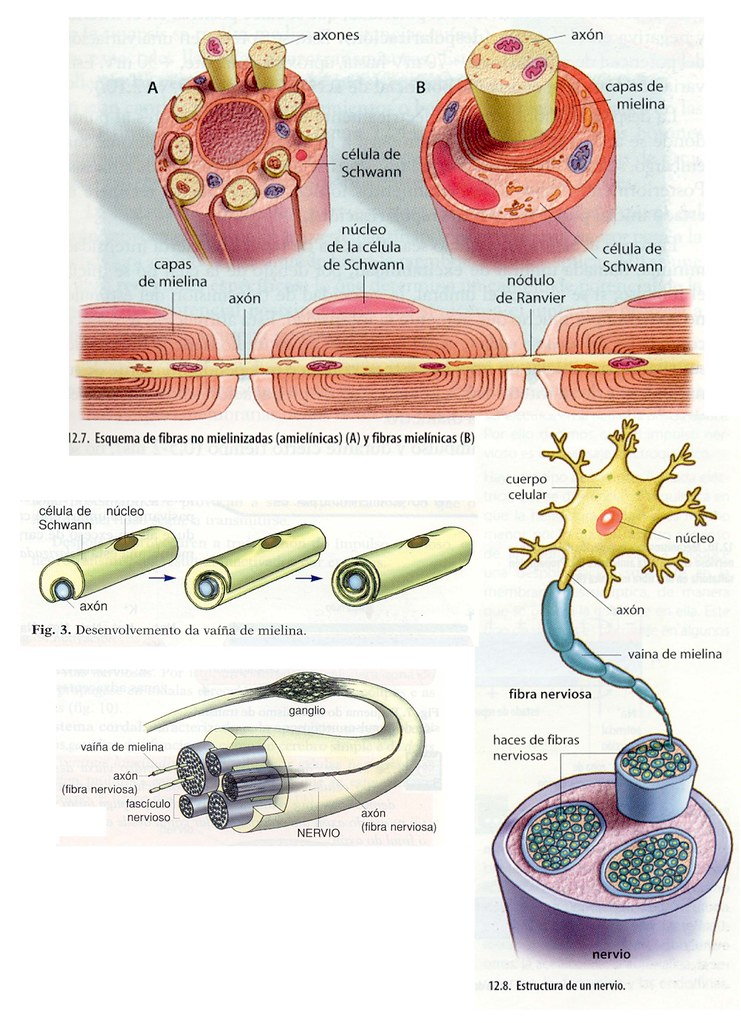 axones
axón
A
B
capas de
mielina
célula de
Schwann
núcleo
de la célula
de Schwann
célula de
Schwann
capas
de mielina
axón
nódulo
de Ranvier
12.7. Esquema de fibras no mielinizadas (amielínicas) (A) y fibras mielínicas (B)
célula de
Schwann
núcleo
axón
Fig. 3. Desenvolvemento da vaíña de mielina.
ganglio
vaíña de mielina
axón
(fibra nerviosa)
fascículo
nervioso
NERVIO
axón
(fibra nerviosa)
cuerpo
celular
núcleo
axón
vaina de mielina
fibra nerviosa
haces de fibras
nerviosas
nervio
12.8. Estructura de un nervio.